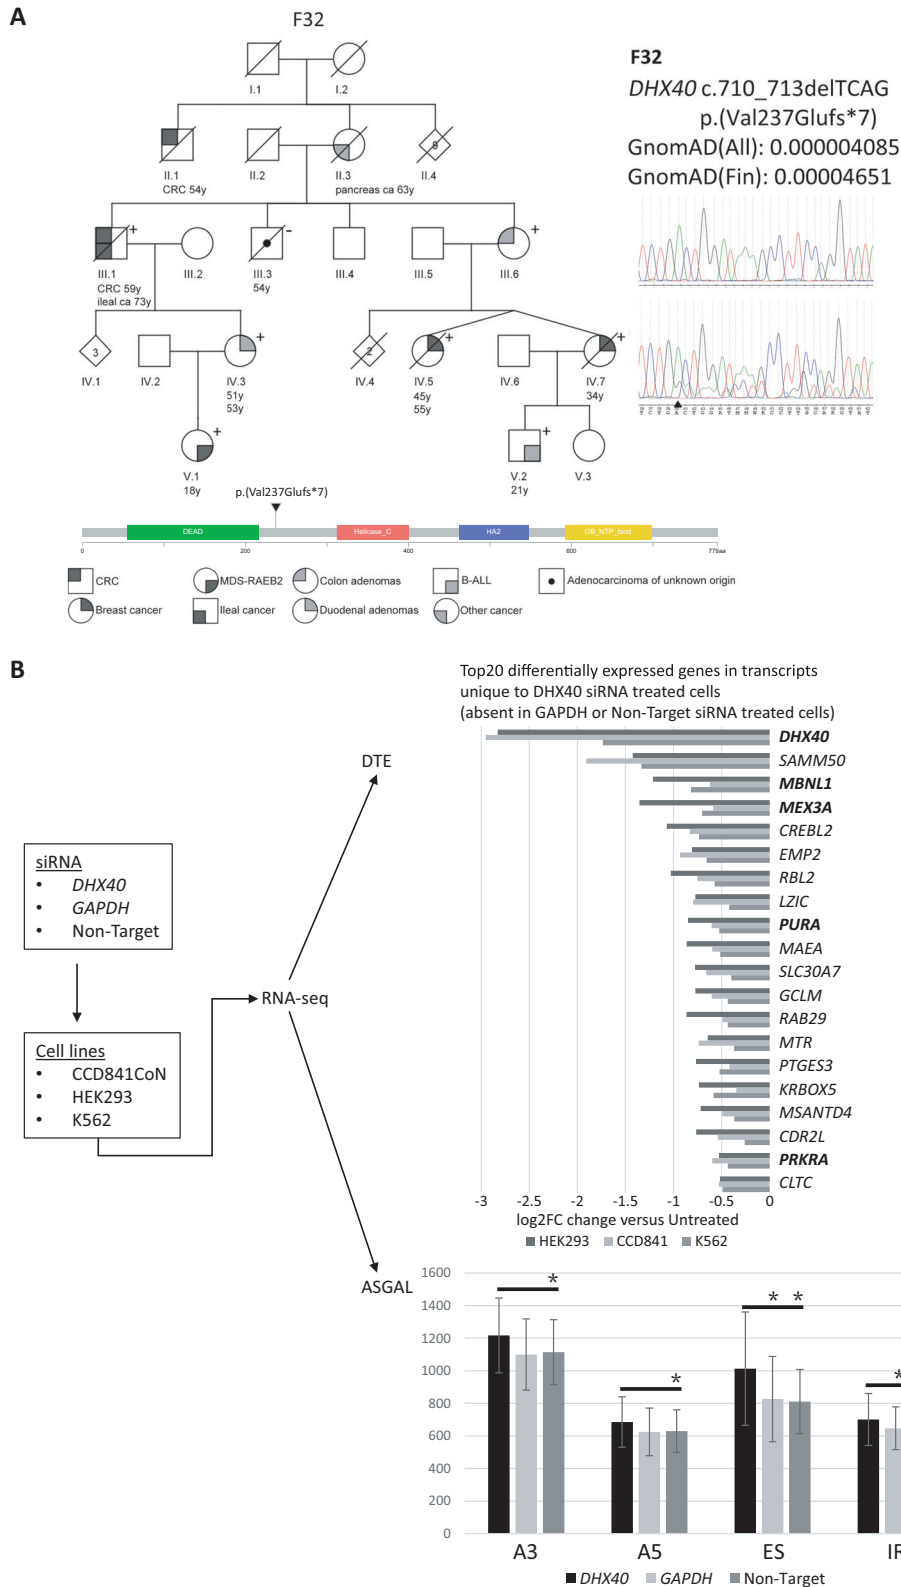 A
F32
I.1
I.2
II.1
CRC 54y
II.2
II.3
pancreas ca 63y
9
II.4
+
-
+
III.1
CRC 59y
ileal ca 73y
III.2
III.3
54y
III.4
III.5
III.6
3
IV.1
IV.2
+
IV.3
51y
53y
2
IV.4
+
IV.5
45y
55y
IV.6
+
IV.7
34y
+
V.1
18y
+
V.2
21y
V.3
F32
DHX40 c.710_713delTCAG
p.(Val237Glufs*7)
GnomAD(All): 0.000004085
GnomAD(Fin): 0.00004651
p.(Val237Glufs*7)
DEAD
Helicase_C
HA2
OB_NTP_bind
0
200
400
600
779aa
CRC
MDS-RAEB2
Colon adenomas
B-ALL
Adenocarcinoma of unknown origin
Breast cancer
Ileal cancer
Duodenal adenomas
Other cancer
B
siRNA
• DHX40
• GAPDH
• Non-Target
Cell lines
• CCD841CoN
• HEK293
• K562
RNA-seq
DTE
ASGAL
Top20 differentially expressed genes in transcripts
unique to DHX40 siRNA treated cells
(absent in GAPDH or Non-Target siRNA treated cells)
DHX40
SAMM50
MBNL1
MEX3A
CREBL2
EMP2
RBL2
LZIC
PURA
MAEA
SLC30A7
GCLM
RAB29
MTR
PTGES3
KRBOX5
MSANTD4
CDR2L
PRKRA
CLTC
-3 -2.5 -2 -1.5 -1 -0.5 0
log2FC change versus Untreated
HEK293 CCD841 K562
1600
1400
1200
1000
800
600
400
200
0
*
*
* *
*
A3 A5 ES IR
DHX40 GAPDH Non-Target